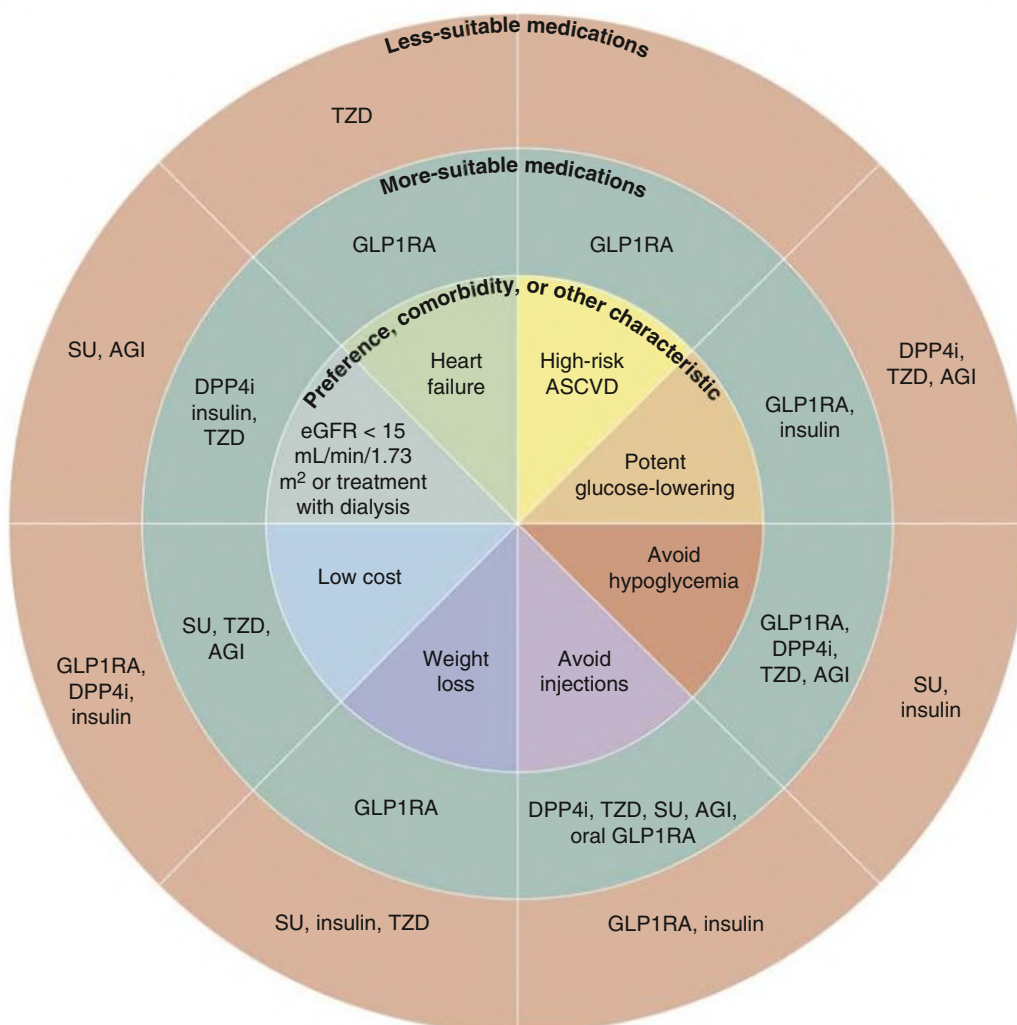 Less-suitable medications
TZD
More-suitable medications
GLP1RA
GLP1RA
Preference, comorbidity, or other characteristic
SU, AGI
DPP4i
insulin,
TZD
Heart
failure
High-risk
ASCVD
GLP1RA,
insulin
DPP4i,
TZD, AGI
eGFR < 15
mL/min/1.73
m² or treatment
with dialysis
Potent
glucose-lowering
Low cost
Avoid
hypoglycemia
SU, TZD,
AGI
GLP1RA,
DPP4i,
TZD, AGI
GLP1RA,
DPP4i,
insulin
Weight
loss
Avoid
injections
SU,
insulin
GLP1RA
DPP4i, TZD, SU, AGI,
oral GLP1RA
SU, insulin, TZD
GLP1RA, insulin